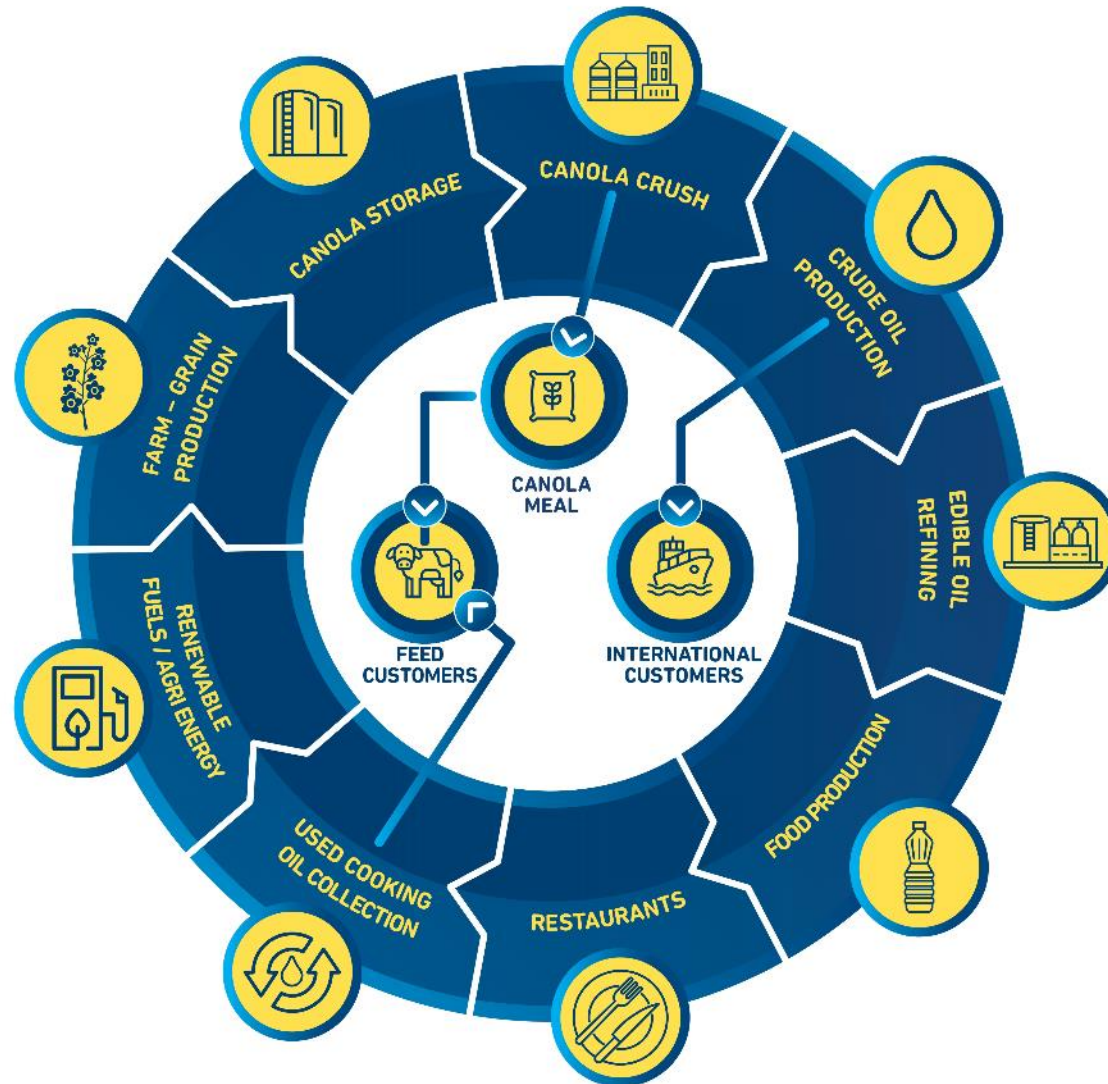 CANOLA CRUSH
CRUDE OIL
PRODUCTION
EDIBLE OIL
REFINING
FOOD PRODUCTION
RESTAURANTS
USED COOKING
OIL COLLECTION
RENEWABLE
FUELS / AGRI ENERGY
FARM – GRAIN
PRODUCTION
CANOLA STORAGE
CANOLA
MEAL
FEED
CUSTOMERS
INTERNATIONAL
CUSTOMERS